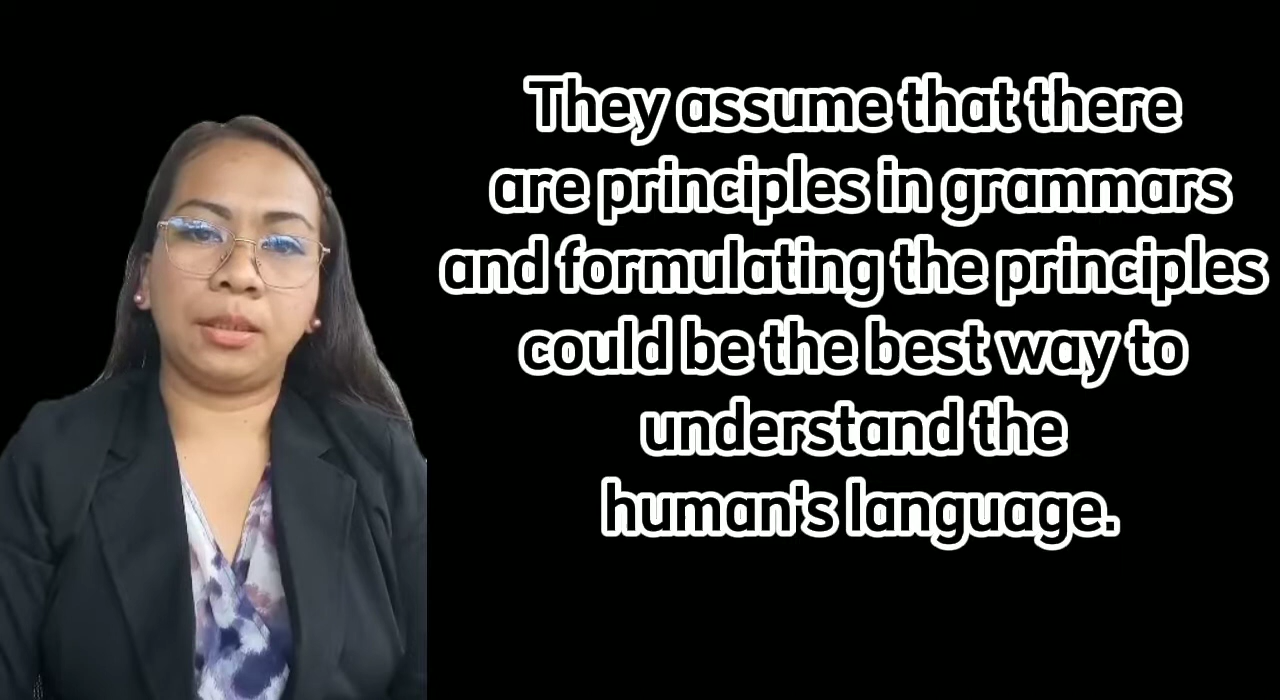 They assume that there
are principles in grammars
and formulating the principles
could be the best way to
understand the
human's language.